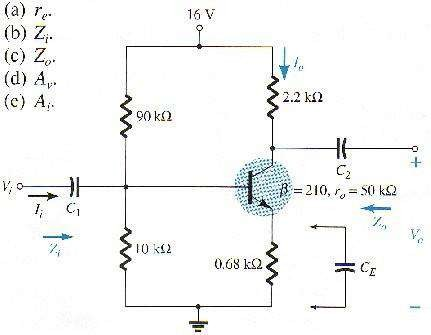 (a) rₑ.
(b) Zᵢ.
(c) Zₒ.
(d) Aᵥ.
(e) Aᵢ.
16 V
Iₒ
2.2 kΩ
90 kΩ
C₂
+
β = 210, rₒ = 50 kΩ
Vᵢ
Iᵢ
C₁
Zₒ
Vₒ
Zᵢ
10 kΩ
0.68 kΩ
C_E
−